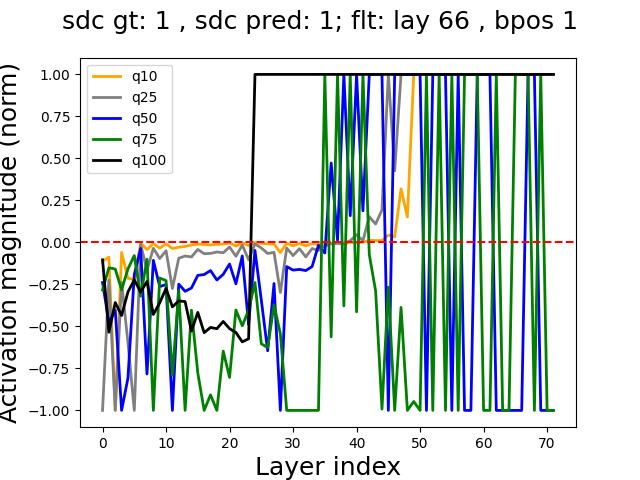 sdc gt: 1 , sdc pred: 1; flt: lay 66 , bpos 1
Activation magnitude (norm)
1.00
0.75
0.50
0.25
0.00
−0.25
−0.50
−0.75
−1.00
q10
q25
q50
q75
q100
0 10 20 30 40 50 60 70
Layer index